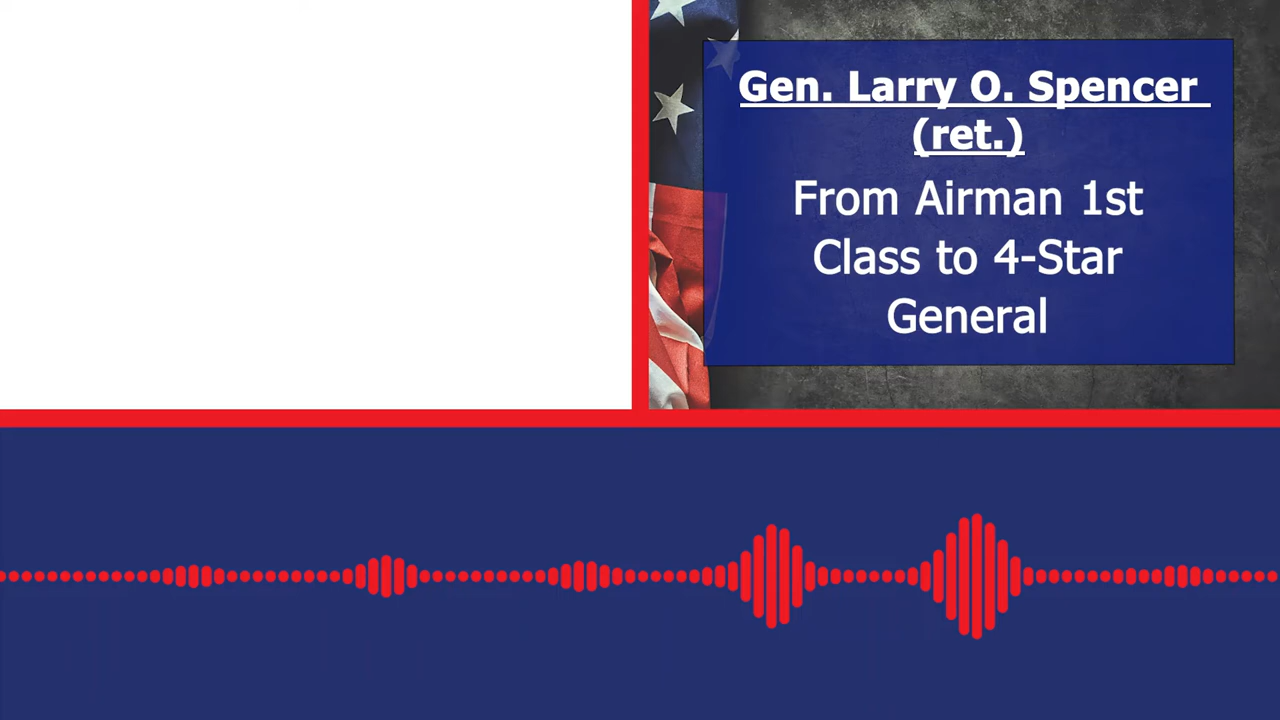 Gen. Larry O. Spencer
(ret.)
From Airman 1st
Class to 4-Star
General